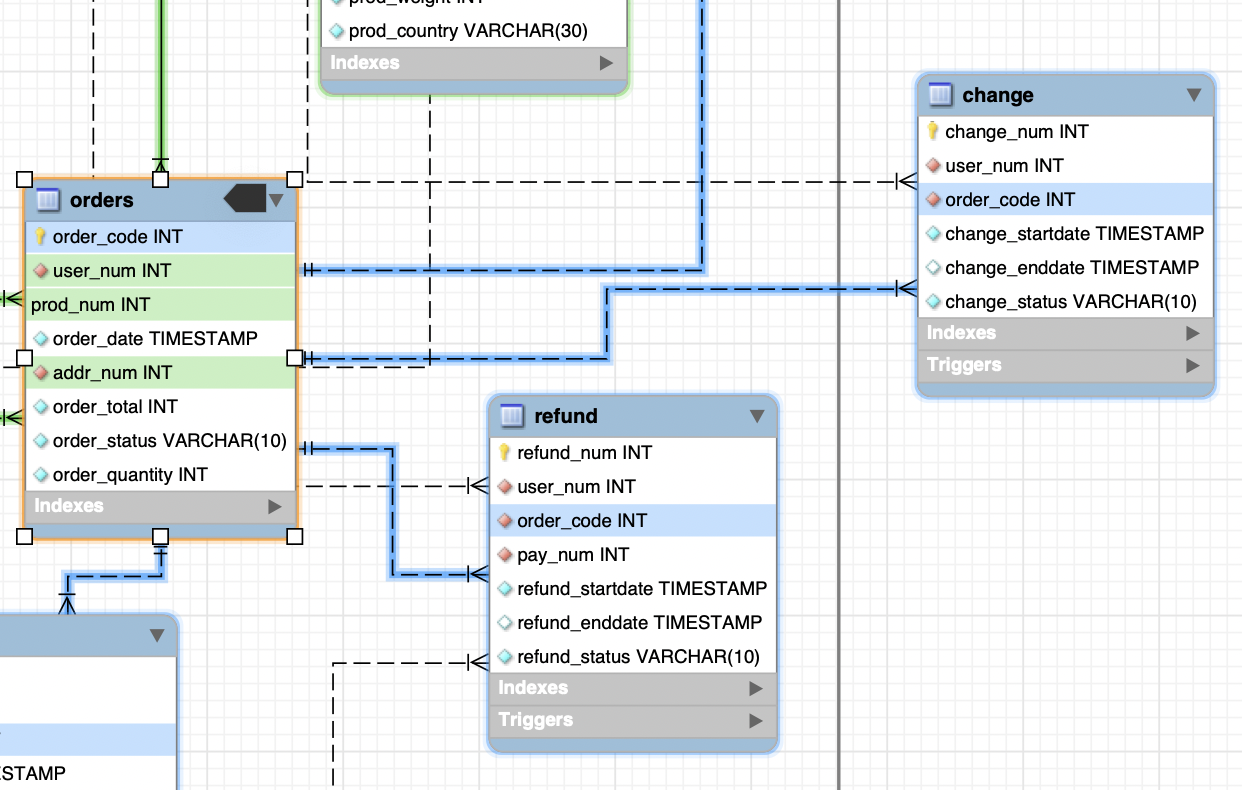 prod_weight INT
prod_country VARCHAR(30)
Indexes
change
change_num INT
user_num INT
order_code INT
change_startdate TIMESTAMP
change_enddate TIMESTAMP
change_status VARCHAR(10)
Indexes
Triggers
orders
order_code INT
user_num INT
prod_num INT
order_date TIMESTAMP
addr_num INT
order_total INT
order_status VARCHAR(10)
order_quantity INT
Indexes
refund
refund_num INT
user_num INT
order_code INT
pay_num INT
refund_startdate TIMESTAMP
refund_enddate TIMESTAMP
refund_status VARCHAR(10)
Indexes
Triggers
ESTAMP